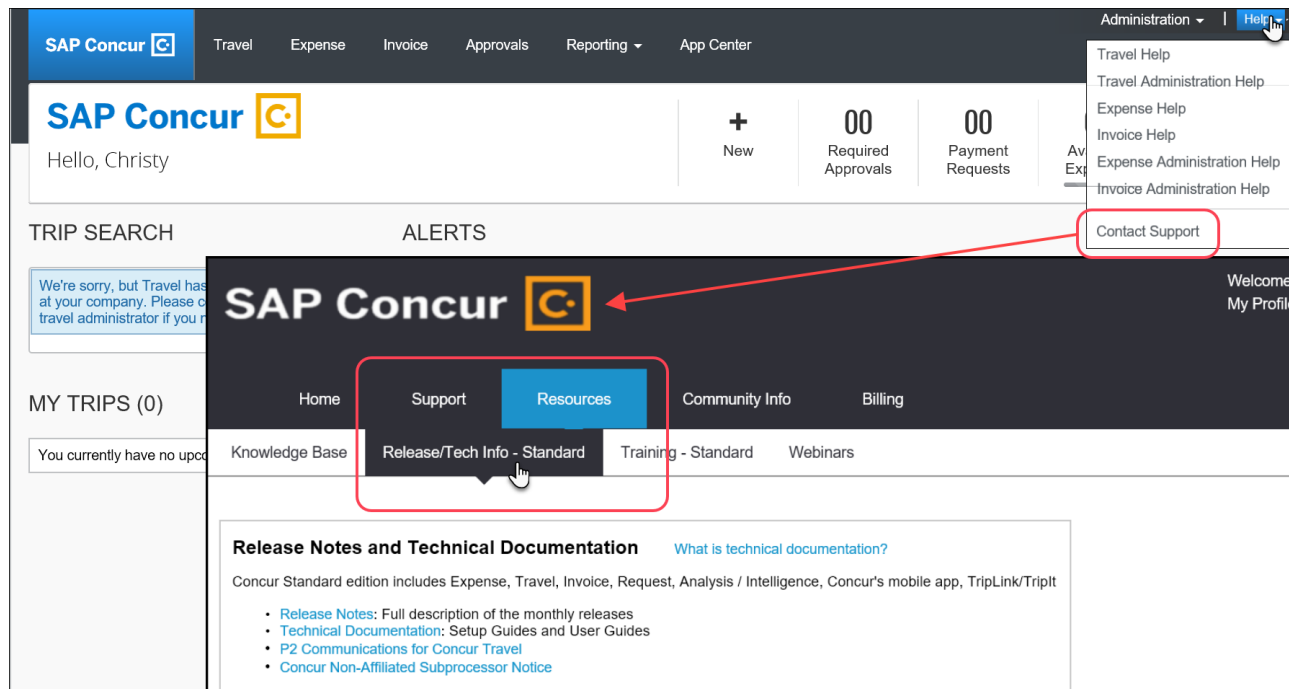 SAP Concur C
Travel
Expense
Invoice
Approvals
Reporting
App Center
Administration
|
Help
Travel Help
Travel Administration Help
Expense Help
Invoice Help
Expense Administration Help
Invoice Administration Help
Contact Support
SAP Concur C
Hello, Christy
+
New
00
Required
Approvals
00
Payment
Requests
TRIP SEARCH
ALERTS
We're sorry, but Travel has
at your company. Please
travel administrator if you
MY TRIPS (0)
You currently have no
SAP Concur C
Welcome
My
Home
Support
Resources
Community Info
Billing
Knowledge Base
Release/Tech Info - Standard
Training - Standard
Webinars
Release Notes and Technical Documentation
What is technical documentation?
Concur Standard edition includes Expense, Travel, Invoice, Request, Analysis / Intelligence, Concur's mobile app, TripLink/TripIt
• Release Notes: Full description of the monthly releases
• Technical Documentation: Setup Guides and User Guides
• P2 Communications for Concur Travel
• Concur Non-Affiliated Subprocessor Notice